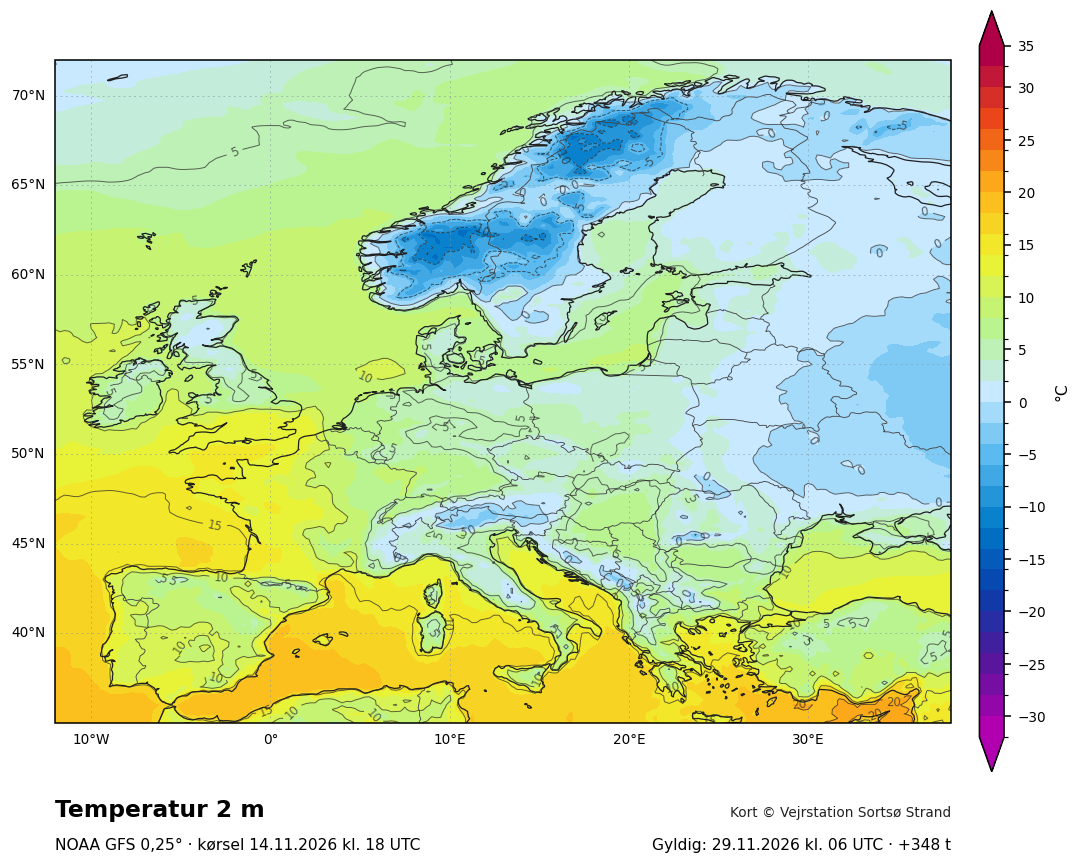 70°N
65°N
60°N
55°N
50°N
45°N
40°N
10°W
0°
10°E
20°E
30°E
35
30
25
20
15
10
5
0
−5
−10
−15
−20
−25
−30
°C
Temperatur 2 m
Kort © Vejrstation Sortsø Strand
NOAA GFS 0,25° · kørsel 14.11.2026 kl. 18 UTC
Gyldig: 29.11.2026 kl. 06 UTC · +348 t